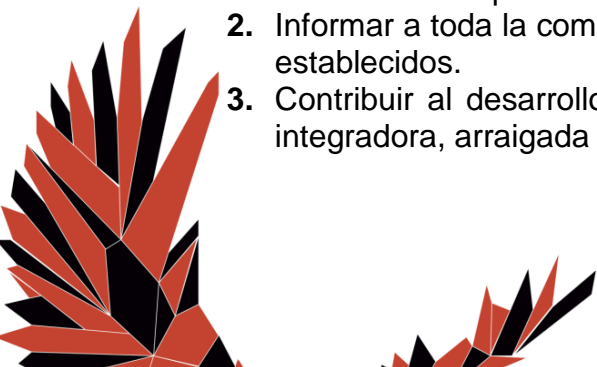 2. Informar a toda la com
establecidos.
3. Contribuir al desarrollo
integradora, arraigada